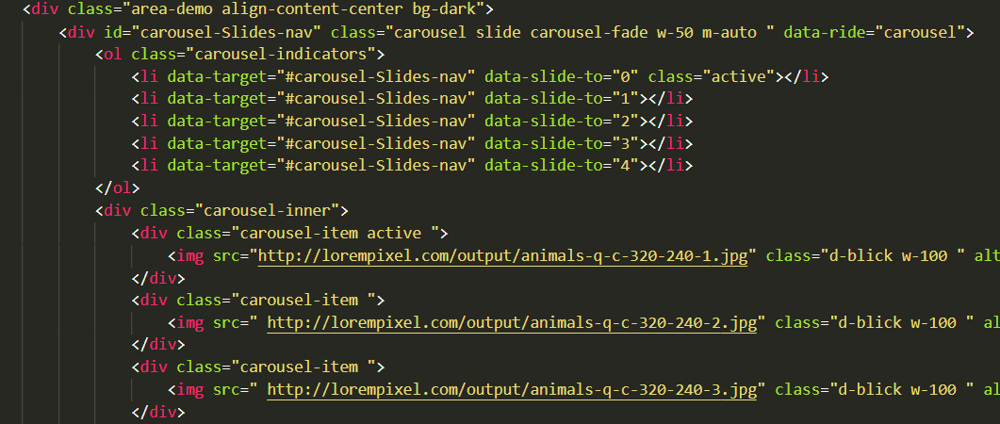 <div class="area-demo align-content-center bg-dark">
<div id="carousel-Slides-nav" class="carousel slide carousel-fade w-50 m-auto " data-ride="carousel">
<ol class="carousel-indicators">
<li data-target="#carousel-Slides-nav" data-slide-to="0" class="active"></li>
<li data-target="#carousel-Slides-nav" data-slide-to="1"></li>
<li data-target="#carousel-Slides-nav" data-slide-to="2"></li>
<li data-target="#carousel-Slides-nav" data-slide-to="3"></li>
<li data-target="#carousel-Slides-nav" data-slide-to="4"></li>
</ol>
<div class="carousel-inner">
<div class="carousel-item active ">
<img src="http://lorempixel.com/output/animals-q-c-320-240-1.jpg" class="d-blick w-100 " alt
</div>
<div class="carousel-item ">
<img src=" http://lorempixel.com/output/animals-q-c-320-240-2.jpg" class="d-blick w-100 " al
</div>
<div class="carousel-item ">
<img src=" http://lorempixel.com/output/animals-q-c-320-240-3.jpg" class="d-blick w-100 " al
</div>